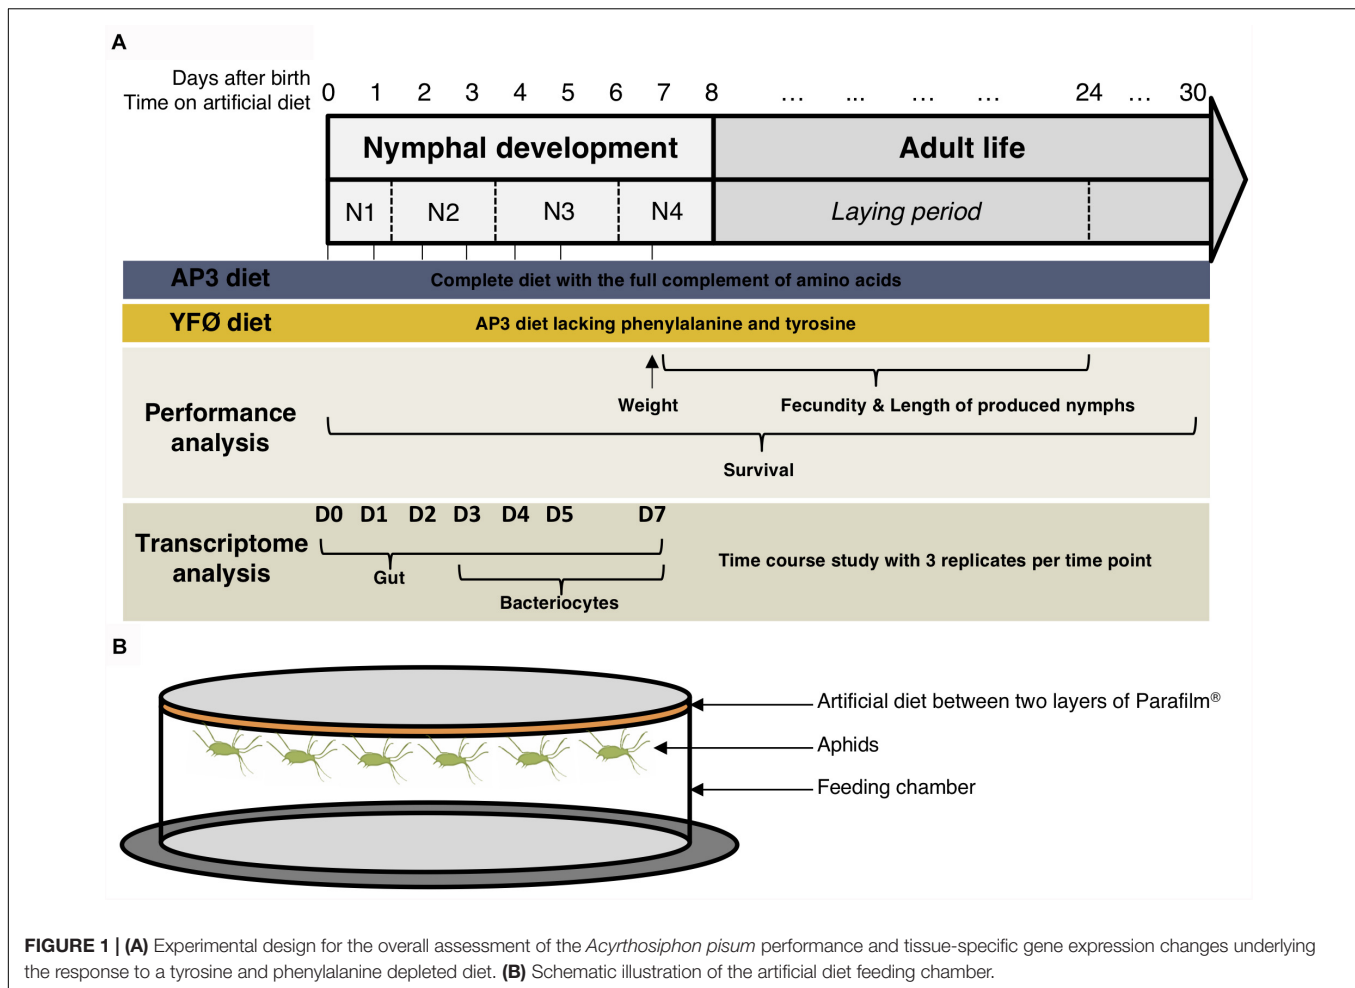 A
Days after birth
Time on artificial diet
0 1 2 3 4 5 6 7 8 ... ... ... ... 24 ... 30
Nymphal development Adult life
N1 N2 N3 N4 Laying period
AP3 diet Complete diet with the full complement of amino acids
YFØ diet AP3 diet lacking phenylalanine and tyrosine
Performance
analysis
Weight Fecundity & Length of produced nymphs
Survival
Transcriptome
analysis
D0 D1 D2 D3 D4 D5 D7
Gut
Bacteriocytes
Time course study with 3 replicates per time point
B
Artificial diet between two layers of Parafilm®
Aphids
Feeding chamber
FIGURE 1 | (A) Experimental design for the overall assessment of the Acyrthosiphon pisum performance and tissue-specific gene expression changes underlying
the response to a tyrosine and phenylalanine depleted diet. (B) Schematic illustration of the artificial diet feeding chamber.